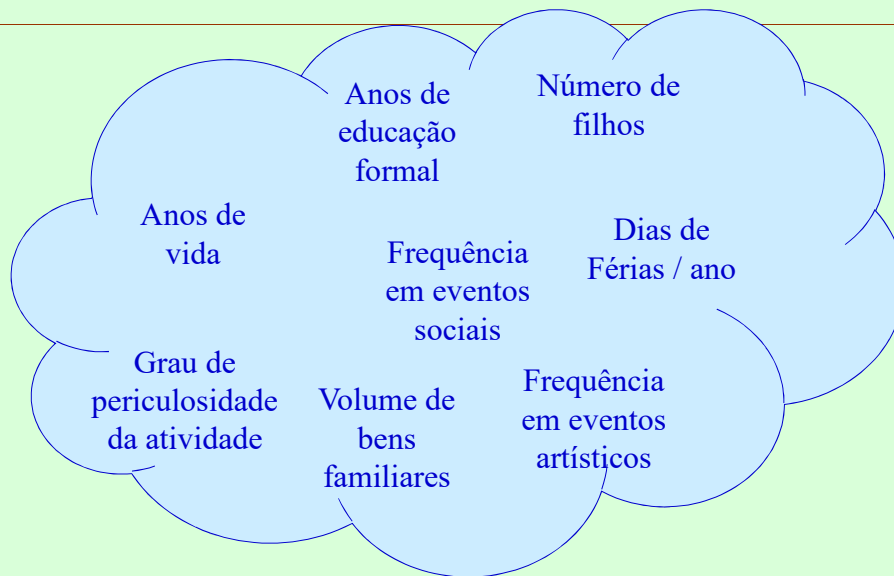 Anos de
educação
formal
Número de
filhos
Anos de
vida
Frequência
em eventos
sociais
Dias de
Férias / ano
Grau de
periculosidade
da atividade
Volume de
bens
familiares
Frequência
em eventos
artísticos